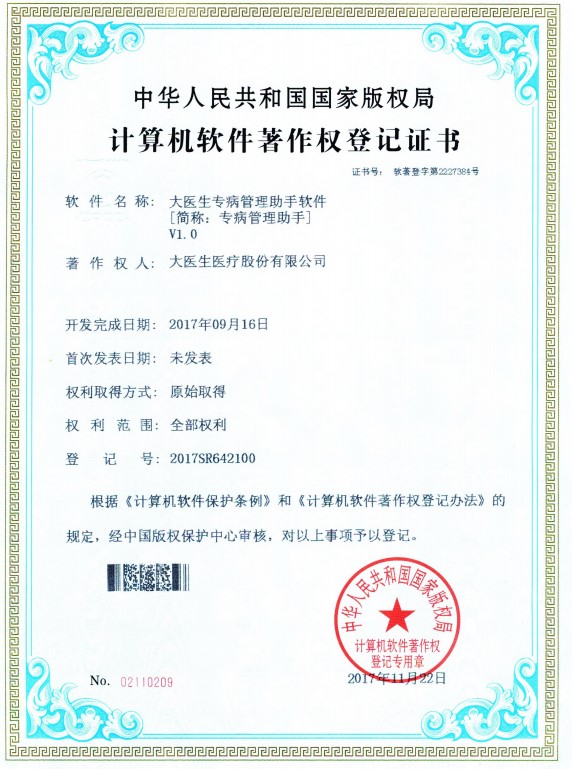 中华人民共和国国家版权局
计算机软件著作权登记证书
证书号： 软著登字第2227384号
软件名称： 大医生专病管理助手软件
[简称：专病管理助手]
V1.0
著作权人： 大医生医疗股份有限公司
开发完成日期： 2017年09月16日
首次发表日期： 未发表
权利取得方式： 原始取得
权利范围： 全部权利
登记号： 2017SR642100
根据《计算机软件保护条例》和《计算机软件著作权登记办法》的
规定，经中国版权保护中心审核，对以上事项予以登记。
中华人民共和国国家版权局
计算机软件著作权
登记专用章
No. 02110209
2017年11月22日